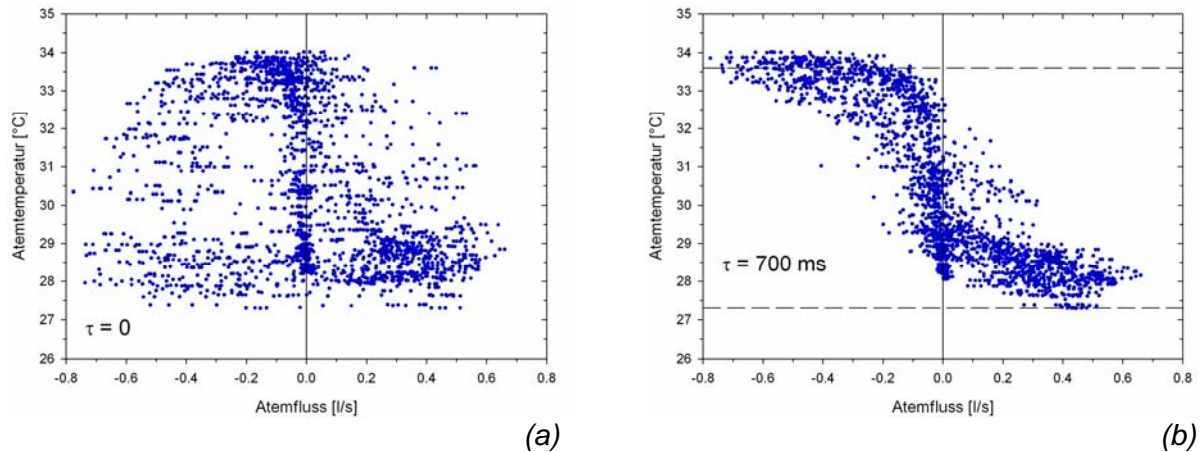 35
34
33
32
31
30
29
28
27
26
Atemtemperatur [°C]
τ = 0
-0.8 -0.6 -0.4 -0.2 0.0 0.2 0.4 0.6 0.8
Atemfluss [l/s]
(a)
35
34
33
32
31
30
29
28
27
26
Atemtemperatur [°C]
τ = 700 ms
-0.8 -0.6 -0.4 -0.2 0.0 0.2 0.4 0.6 0.8
Atemfluss [l/s]
(b)